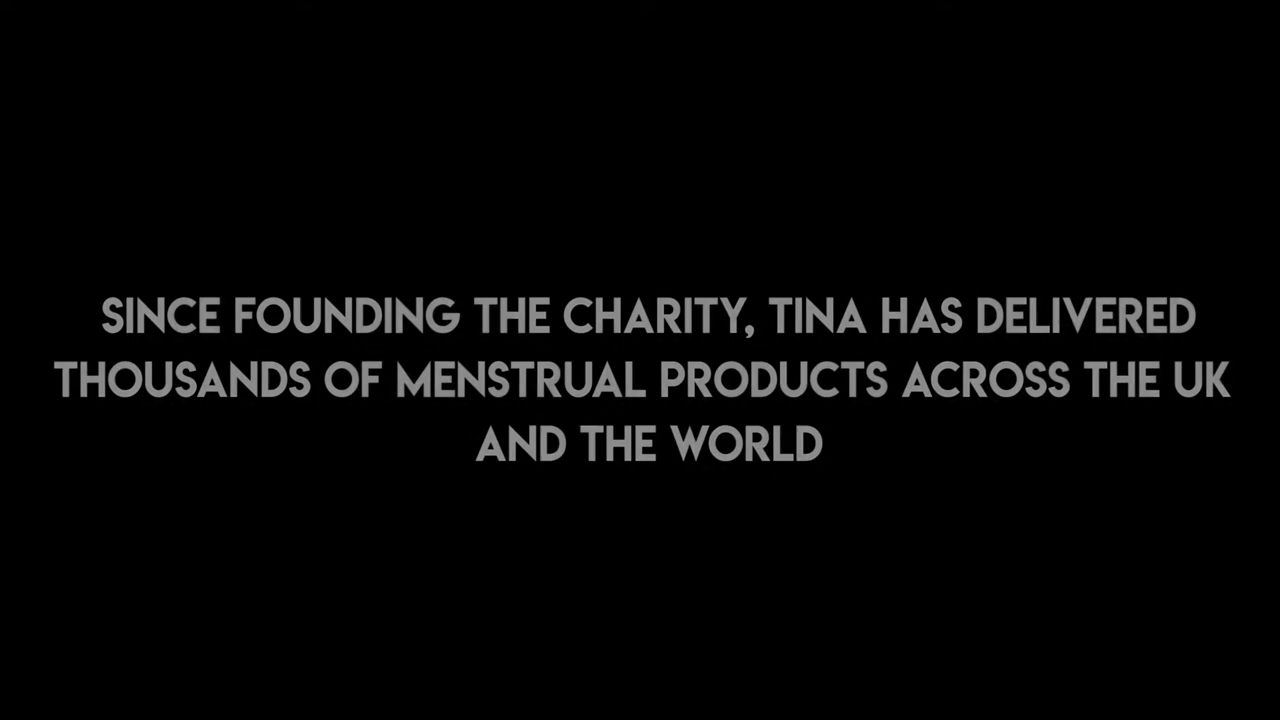 SINCE FOUNDING THE CHARITY, TINA HAS DELIVERED
THOUSANDS OF MENSTRUAL PRODUCTS ACROSS THE UK
AND THE WORLD